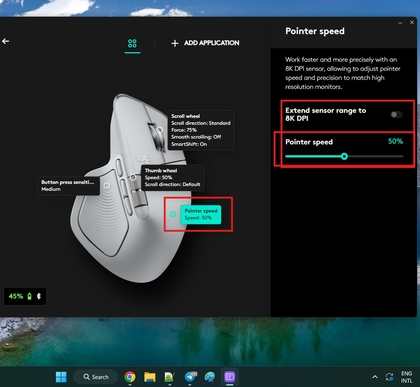 Pointer speed
+ ADD APPLICATION
Work faster and more precisely with an
8K DPI sensor, allowing to adjust pointer
speed and precision to match high
resolution monitors.
Extend sensor range to
8K DPI
Pointer speed 50%
Scroll wheel
Scroll direction: Standard
Force: 75%
Smooth scrolling: Off
SmartShift: On
Thumb wheel
Speed: 50%
Scroll direction: Default
Button press sensiti...
Medium
Pointer speed
Speed: 50%
45%
Search
ENG
INTL